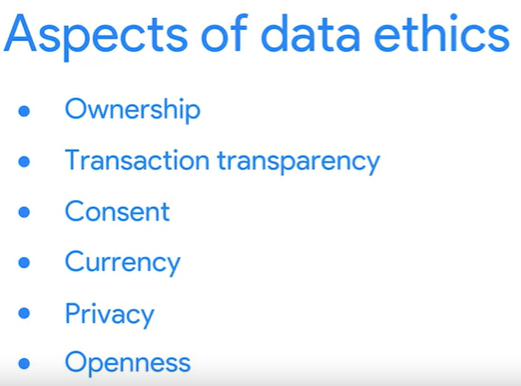 Aspects of data ethics
• Ownership
• Transaction transparency
• Consent
• Currency
• Privacy
• Openness